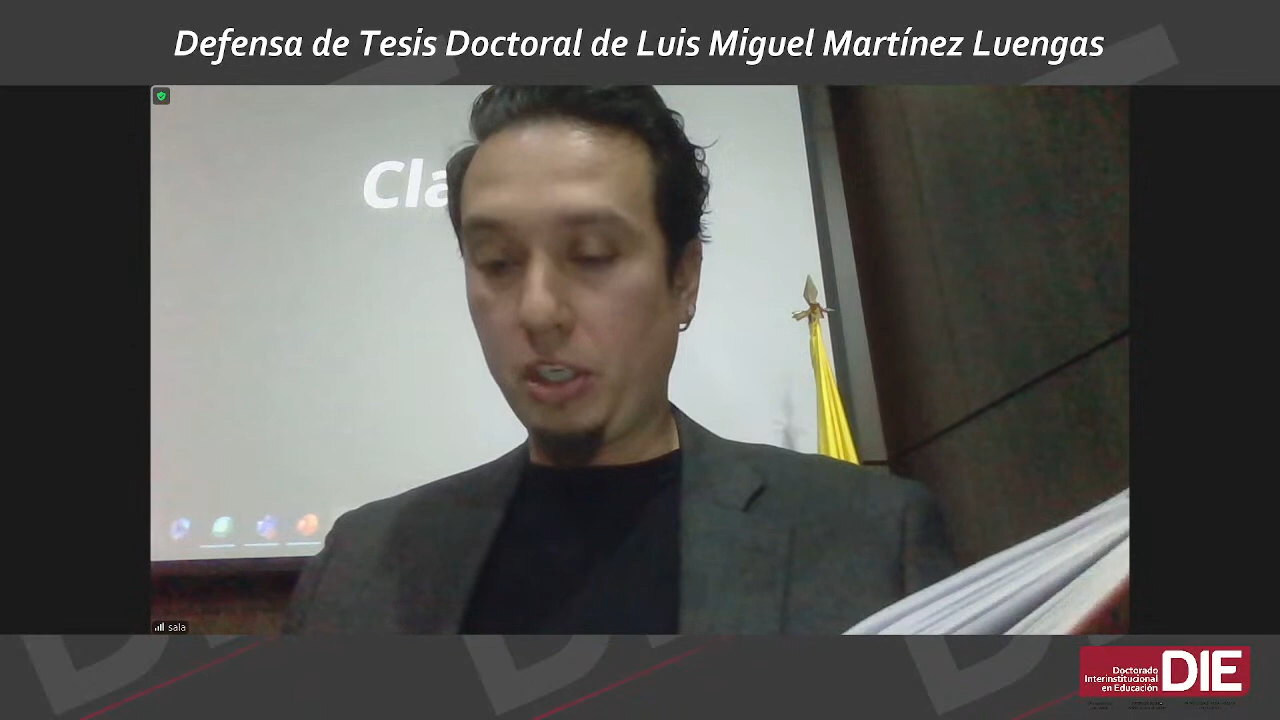 Defensa de Tesis Doctoral de Luis Miguel Martínez Luengas
Cla
sala
Doctorado
Interinstitucional
en Educación
DIE